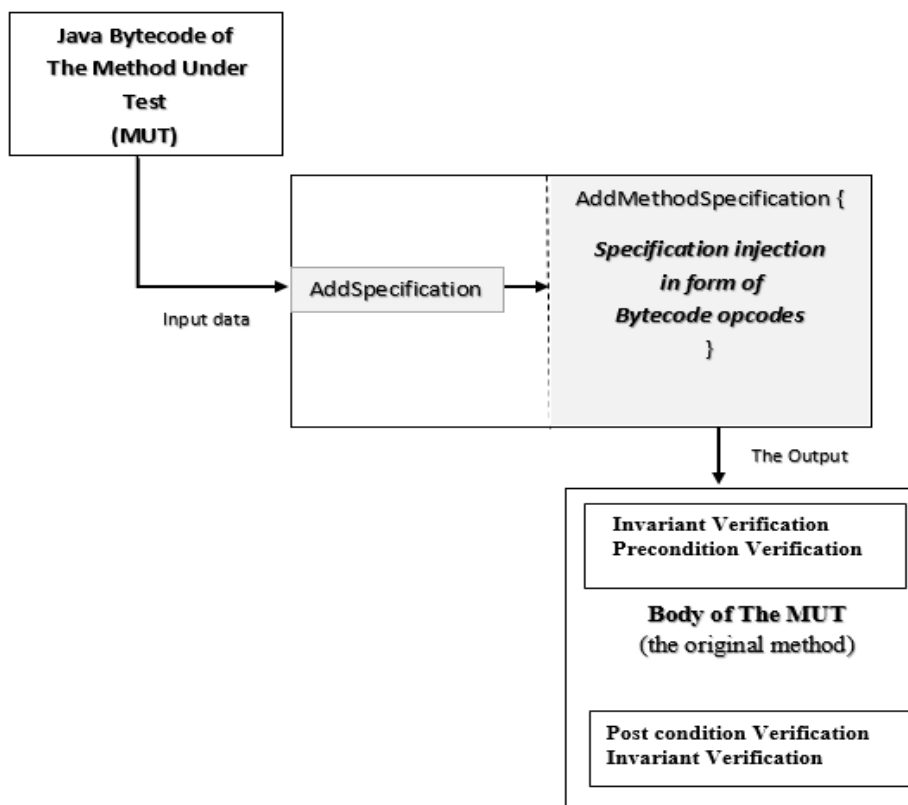 Java Bytecode of
The Method Under
Test
(MUT)
Input data
AddSpecification
AddMethodSpecification {
Specification injection
in form of
Bytecode opcodes
}
The Output
Invariant Verification
Precondition Verification
Body of The MUT
(the original method)
Post condition Verification
Invariant Verification